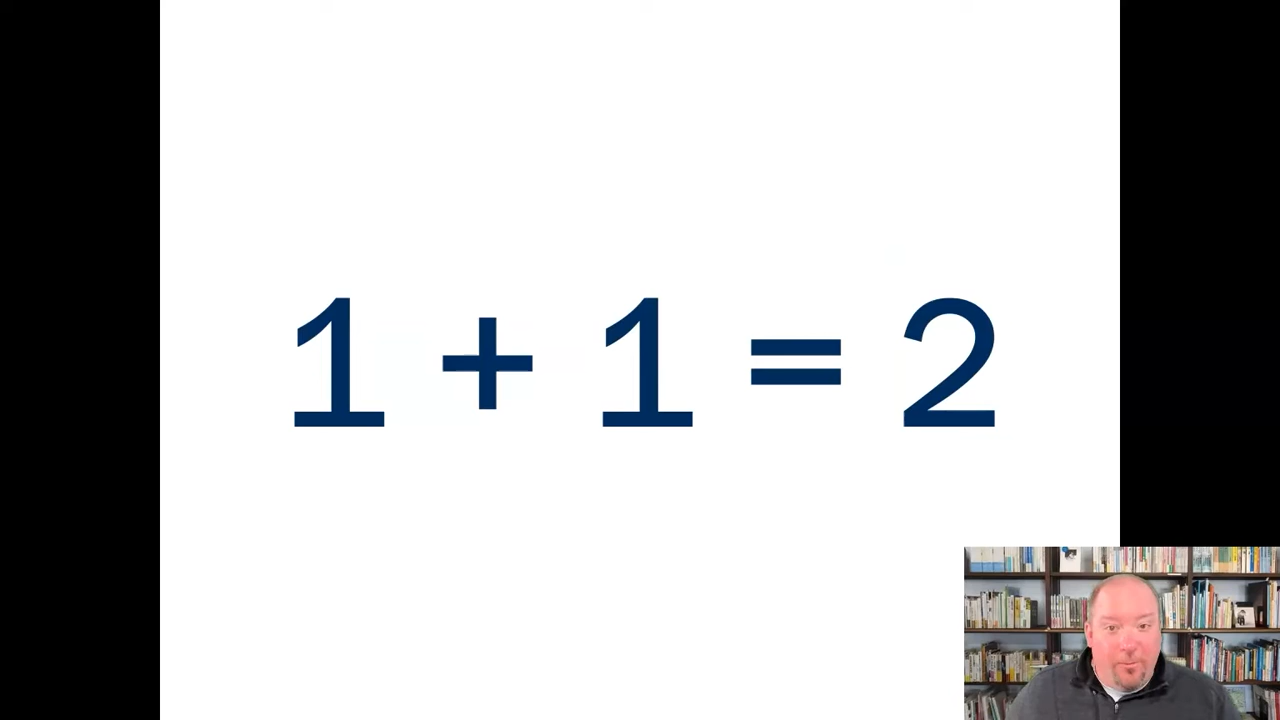 1 + 1 = 2